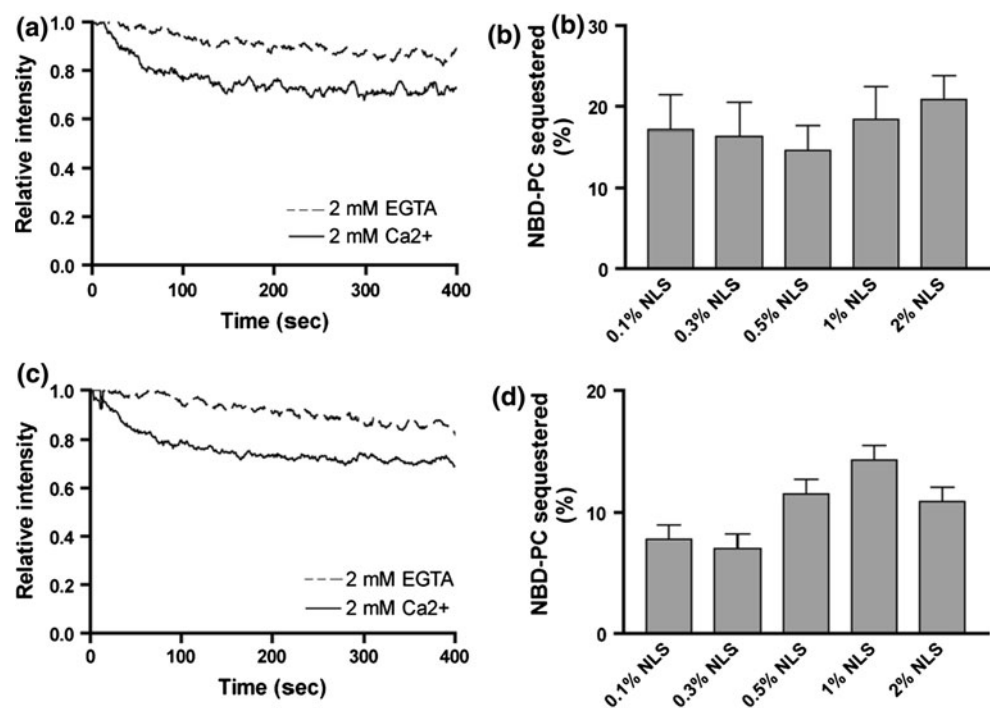 (a)
Relative intensity
1.0
0.8
0.6
0.4
0.2
0.0
2 mM EGTA
2 mM Ca2+
0 100 200 300 400
Time (sec)
(b) (b)
NBD-PC sequestered
(%)
30
20
10
0
0.1% NLS
0.3% NLS
0.5% NLS
1% NLS
2% NLS
(c)
Relative intensity
1.0
0.8
0.6
0.4
0.2
0.0
2 mM EGTA
2 mM Ca2+
0 100 200 300 400
Time (sec)
(d)
NBD-PC sequestered
(%)
20
10
0
0.1% NLS
0.3% NLS
0.5% NLS
1% NLS
2% NLS